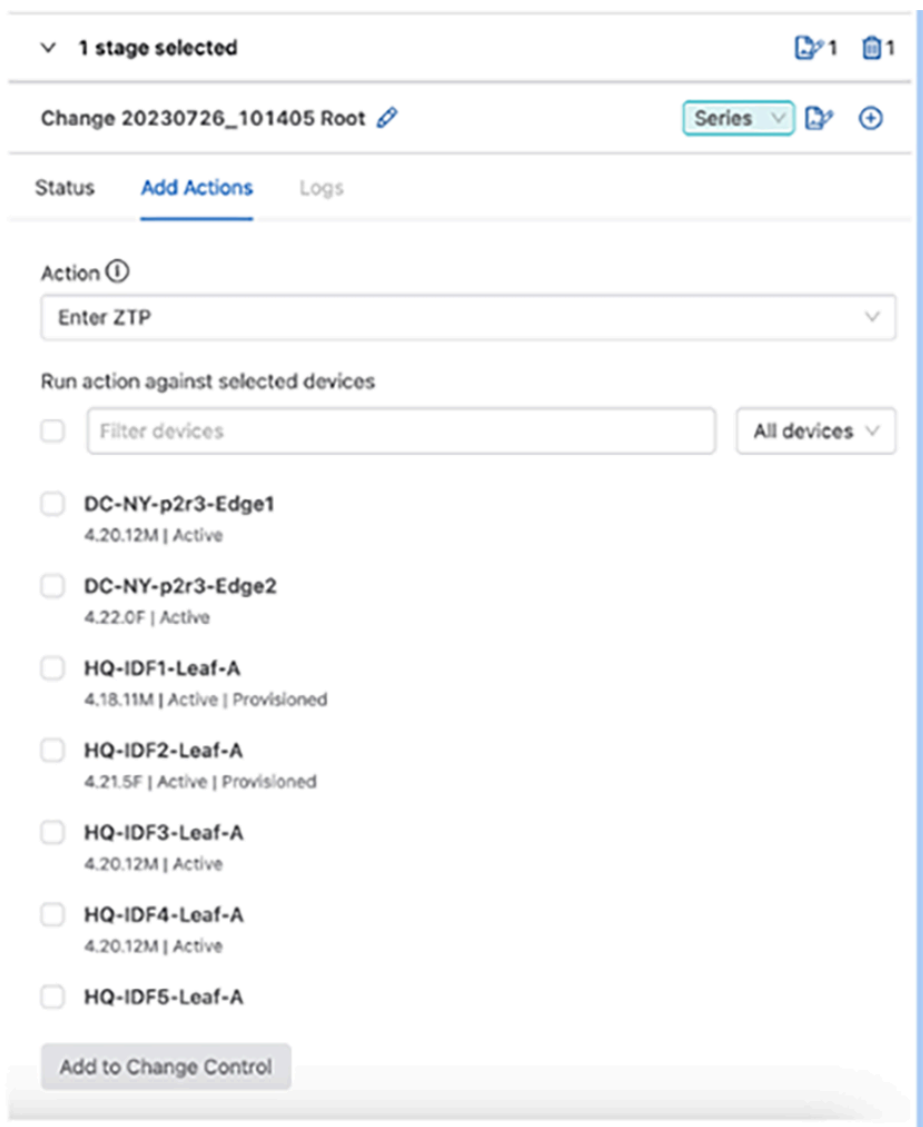 1 stage selected 1 1
Change 20230726_101405 Root Series
Status Add Actions Logs
Action
Enter ZTP
Run action against selected devices
Filter devices All devices
DC-NY-p2r3-Edge1
4.20.12M | Active
DC-NY-p2r3-Edge2
4.22.0F | Active
HQ-IDF1-Leaf-A
4.18.11M | Active | Provisioned
HQ-IDF2-Leaf-A
4.21.5F | Active | Provisioned
HQ-IDF3-Leaf-A
4.20.12M | Active
HQ-IDF4-Leaf-A
4.20.12M | Active
HQ-IDF5-Leaf-A
Add to Change Control